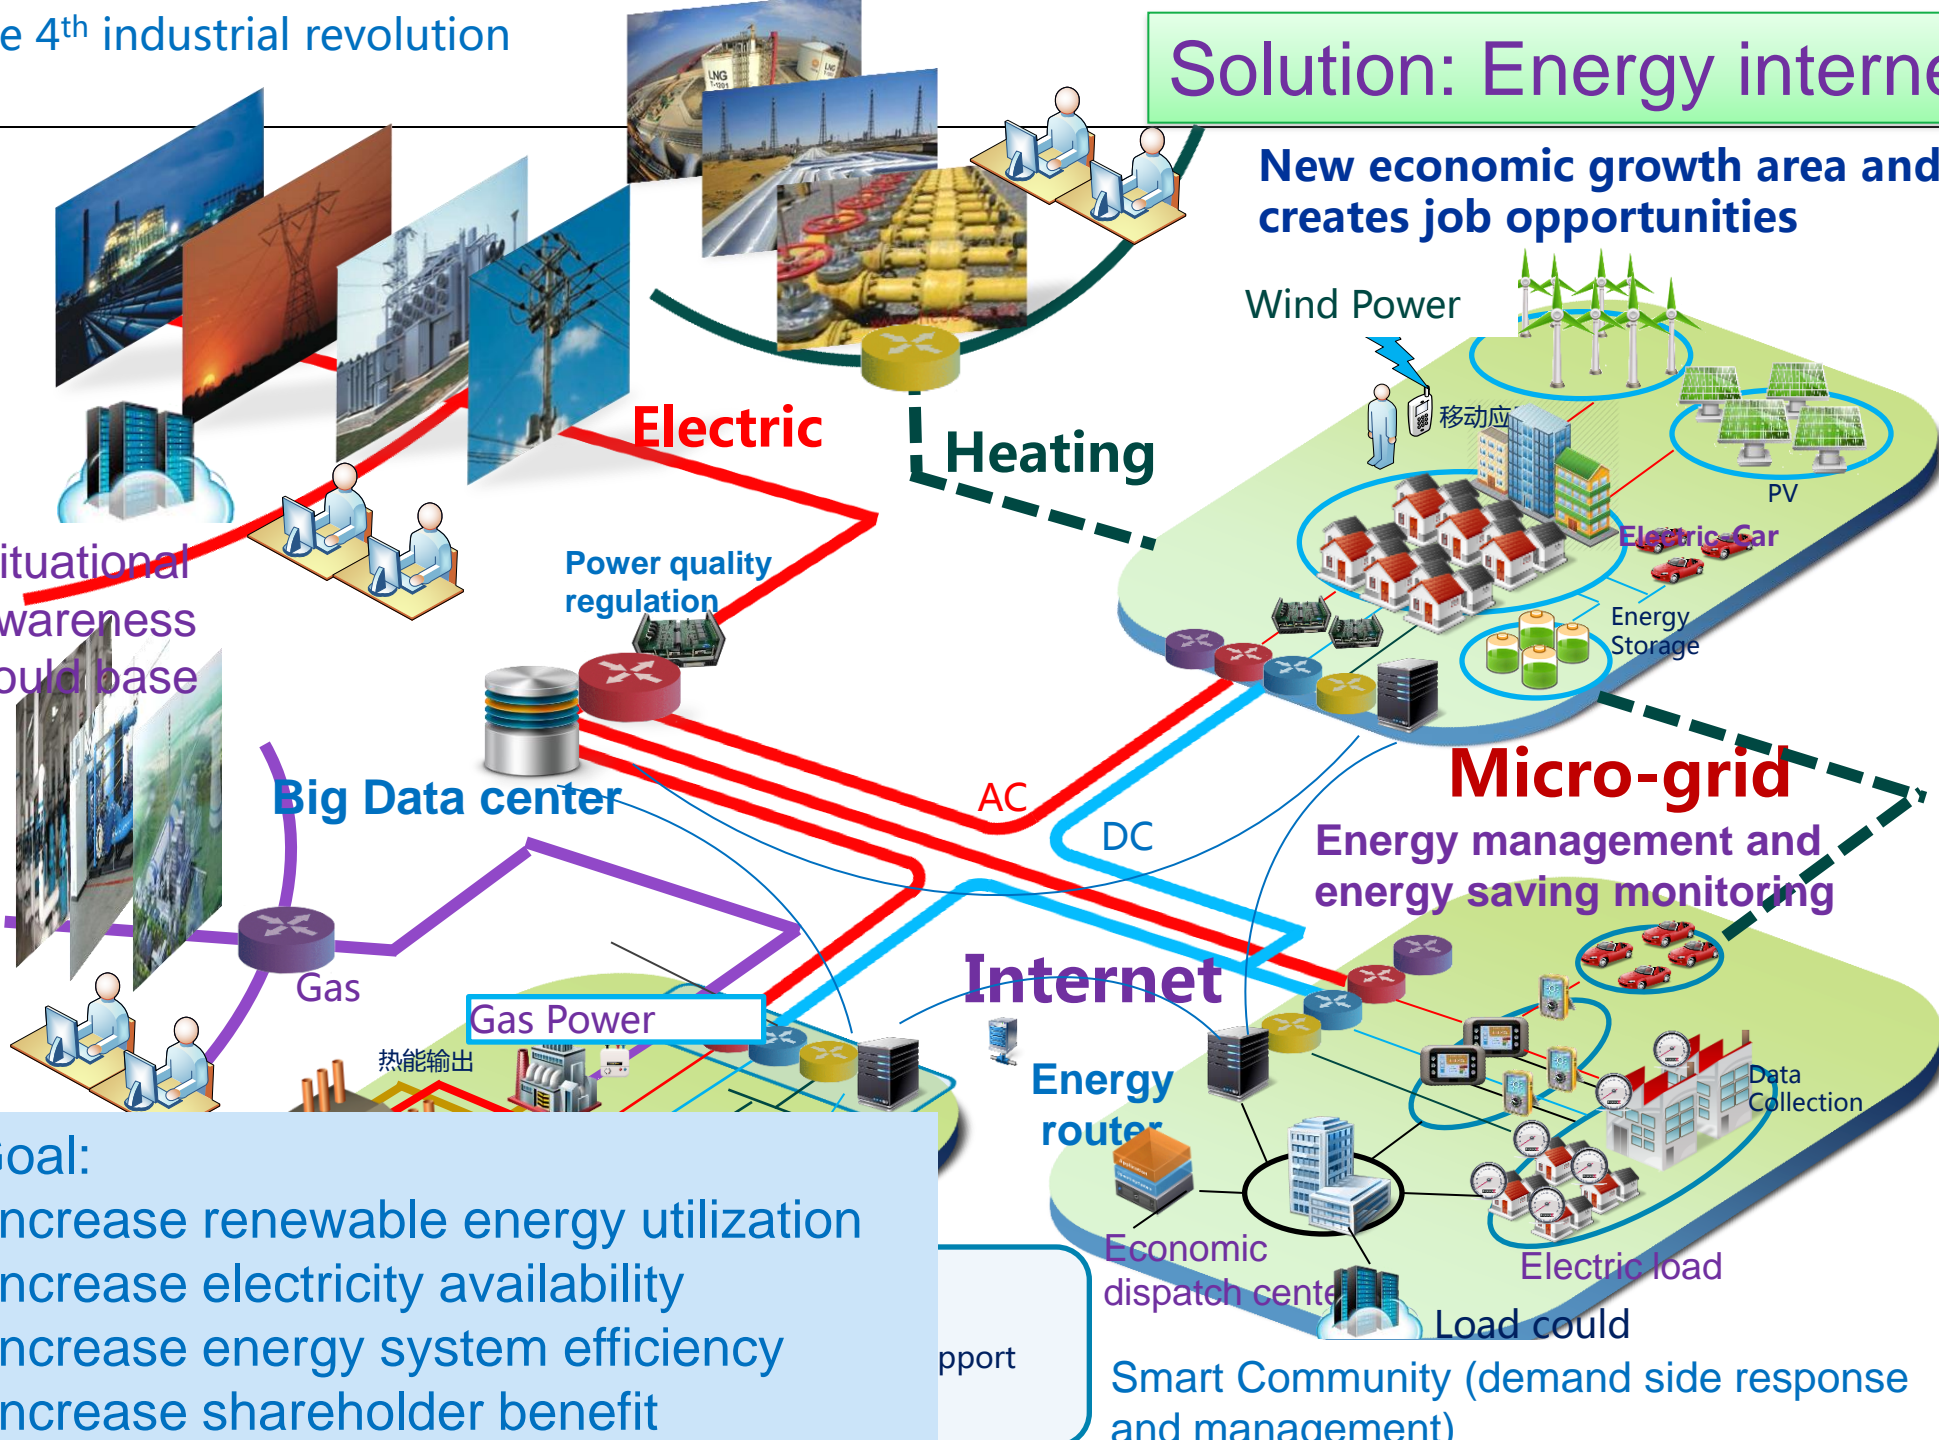 e 4th industrial revolution
Solution: Energy interne
New economic growth area and
creates job opportunities
LNG
T-1201
Wind Power
移动应
PV
Electric
Heating
Electric-Car
Power quality
regulation
ituational
wareness
ould base
Energy
Storage
Big Data center
AC
DC
Micro-grid
Energy management and
energy saving monitoring
Gas
Internet
Gas Power
热能输出
Energy
router
Data
Collection
Goal:
ncrease renewable energy utilization
ncrease electricity availability
ncrease energy system efficiency
ncrease shareholder benefit
pport
Economic
dispatch cente
Electric load
Load could
Smart Community (demand side response
and management)